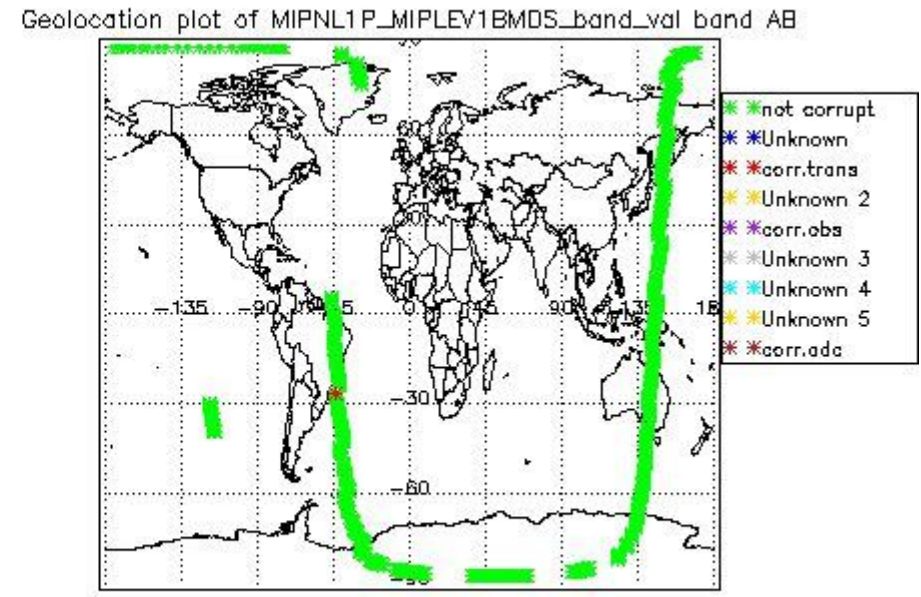 Geolocation plot of MIPNL1P_MIPLEV1BMDS_band_val band AB
not corrupt
Unknown
60
corr.trans
Unknown 2
corr.obs
Unknown 3
Unknown 4
-135 -90 0 45 90 135
Unknown 5
corr.adc
-30
-60